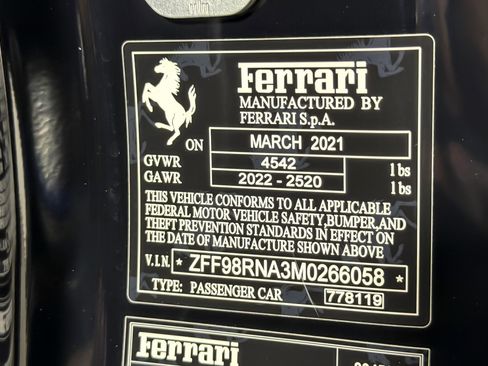 Ferrari
MANUFACTURED BY
FERRARI S.p.A.
ON MARCH 2021
GVWR 4542 lbs
GAWR 2022 - 2520 lbs
THIS VEHICLE CONFORMS TO ALL APPLICABLE
FEDERAL MOTOR VEHICLE SAFETY,BUMPER,AND
THEFT PREVENTION STANDARDS IN EFFECT ON
THE DATE OF MANUFACTURE SHOWN ABOVE
V.I.N. * ZFF98RNA3M0266058 *
TYPE: PASSENGER CAR 778119
Ferrari